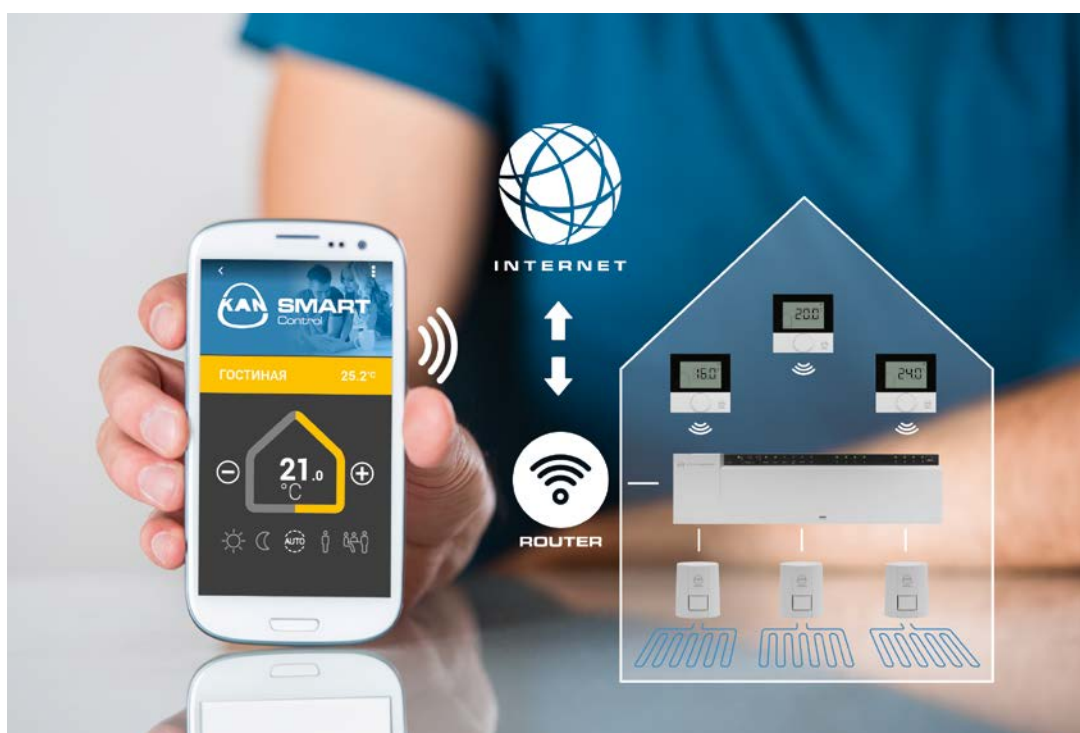 KAN SMART
Control
ГОСТИНАЯ 25.2°C
21.0
°C
AUTO
INTERNET
ROUTER
20.0°
16.0°
24.0°